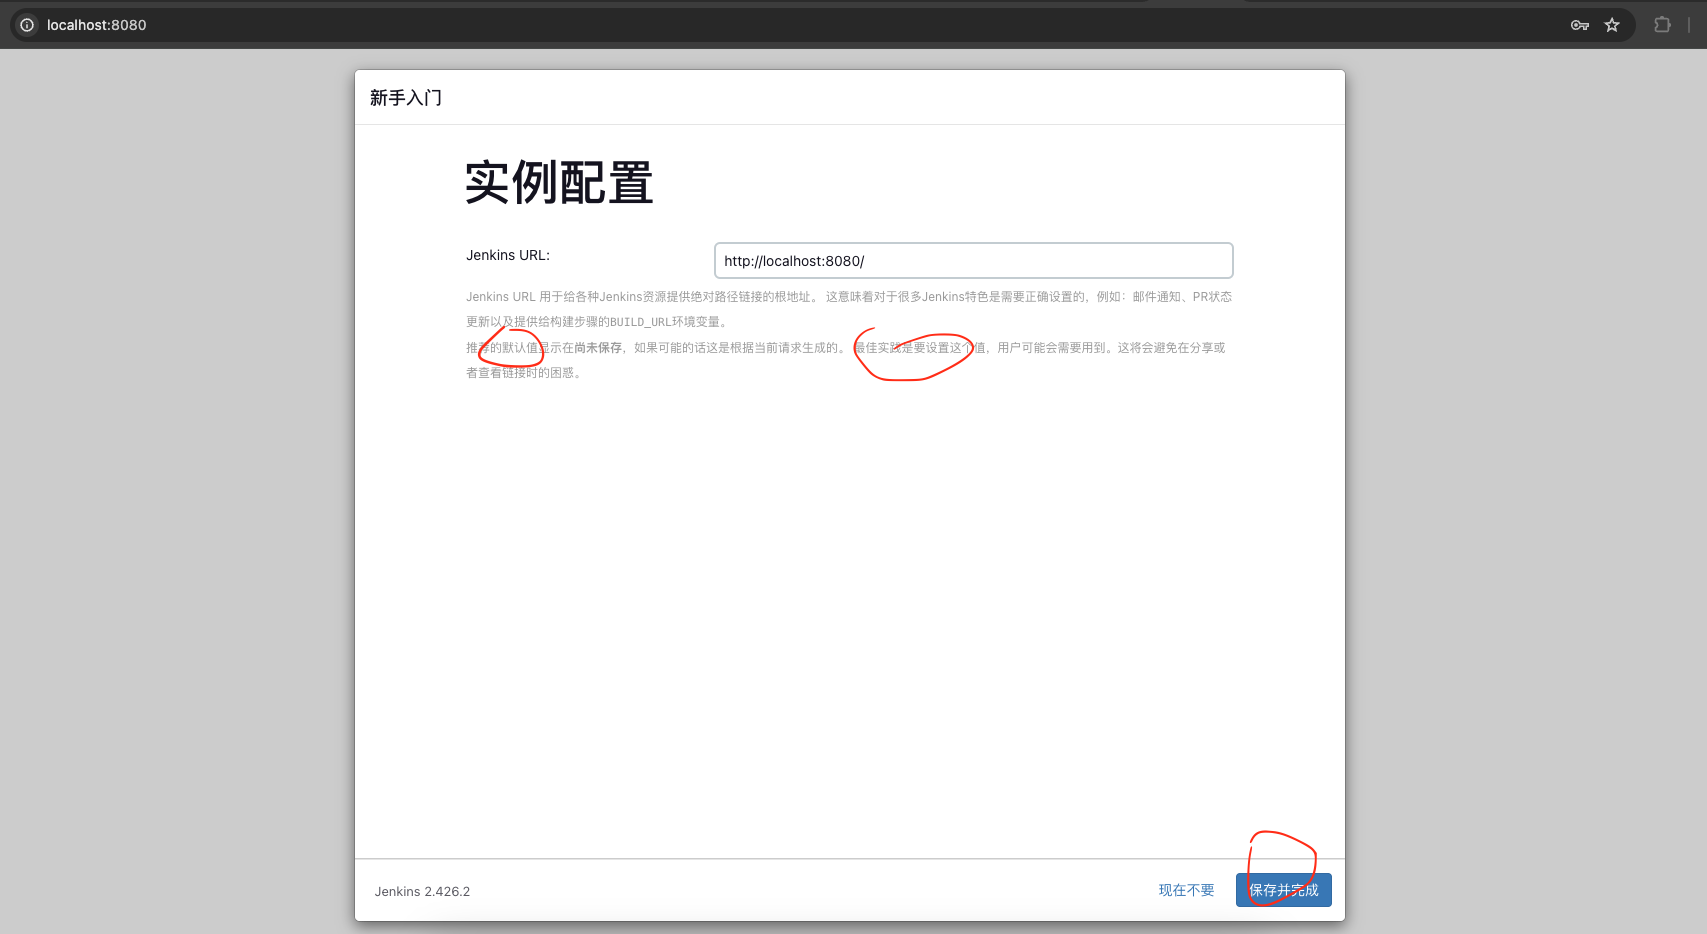 localhost:8080
新手入门
实例配置
Jenkins URL:
http://localhost:8080/
Jenkins URL 用于给各种Jenkins资源提供绝对路径链接的根地址。 这意味着对于很多Jenkins特色是需要正确设置的，例如：邮件通知、PR状态
更新以及提供给构建步骤的BUILD_URL环境变量。
推荐的默认值显示在尚未保存，如果可能的话这是根据当前请求生成的。 最佳实践是要设置这个值，用户可能会需要用到。这将会避免在分享或
者查看链接时的困惑。
Jenkins 2.426.2
现在不要
保存并完成